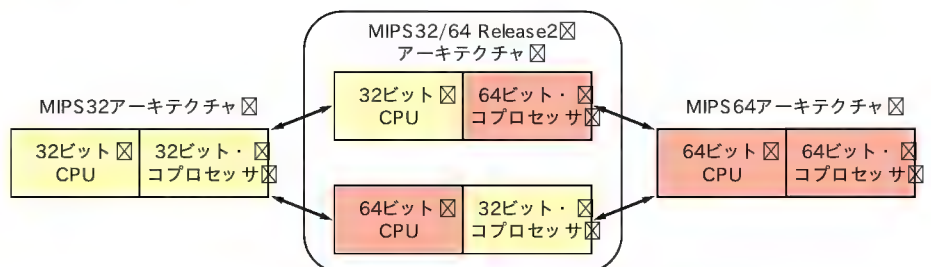 MIPS32/64 Release2
アーキテクチャ
32ビット
CPU
64ビット・
コプロセッサ
MIPS32アーキテクチャ
32ビット
CPU
32ビット・
コプロセッサ
MIPS64アーキテクチャ
64ビット
CPU
64ビット・
コプロセッサ
64ビット
CPU
32ビット・
コプロセッサ